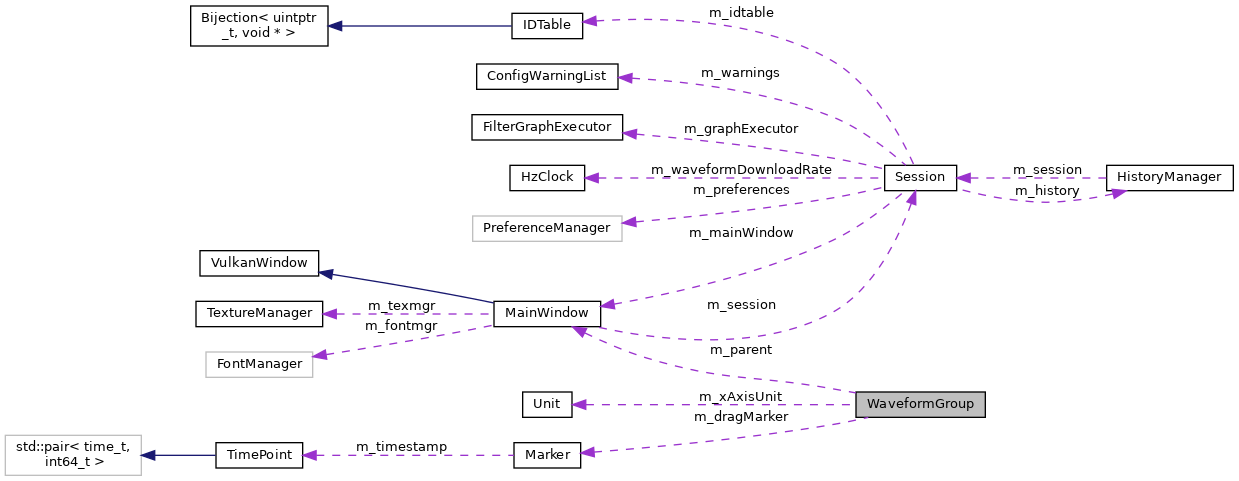 Bijection< uintptr
_t, void * >
IDTable
m_idtable
ConfigWarningList
m_warnings
FilterGraphExecutor
m_graphExecutor
HzClock
m_waveformDownloadRate
Session
m_session
HistoryManager
m_history
PreferenceManager
m_preferences
m_mainWindow
VulkanWindow
TextureManager
m_texmgr
MainWindow
m_session
FontManager
m_fontmgr
m_parent
Unit
m_xAxisUnit
WaveformGroup
m_dragMarker
std::pair< time_t,
int64_t >
TimePoint
m_timestamp
Marker